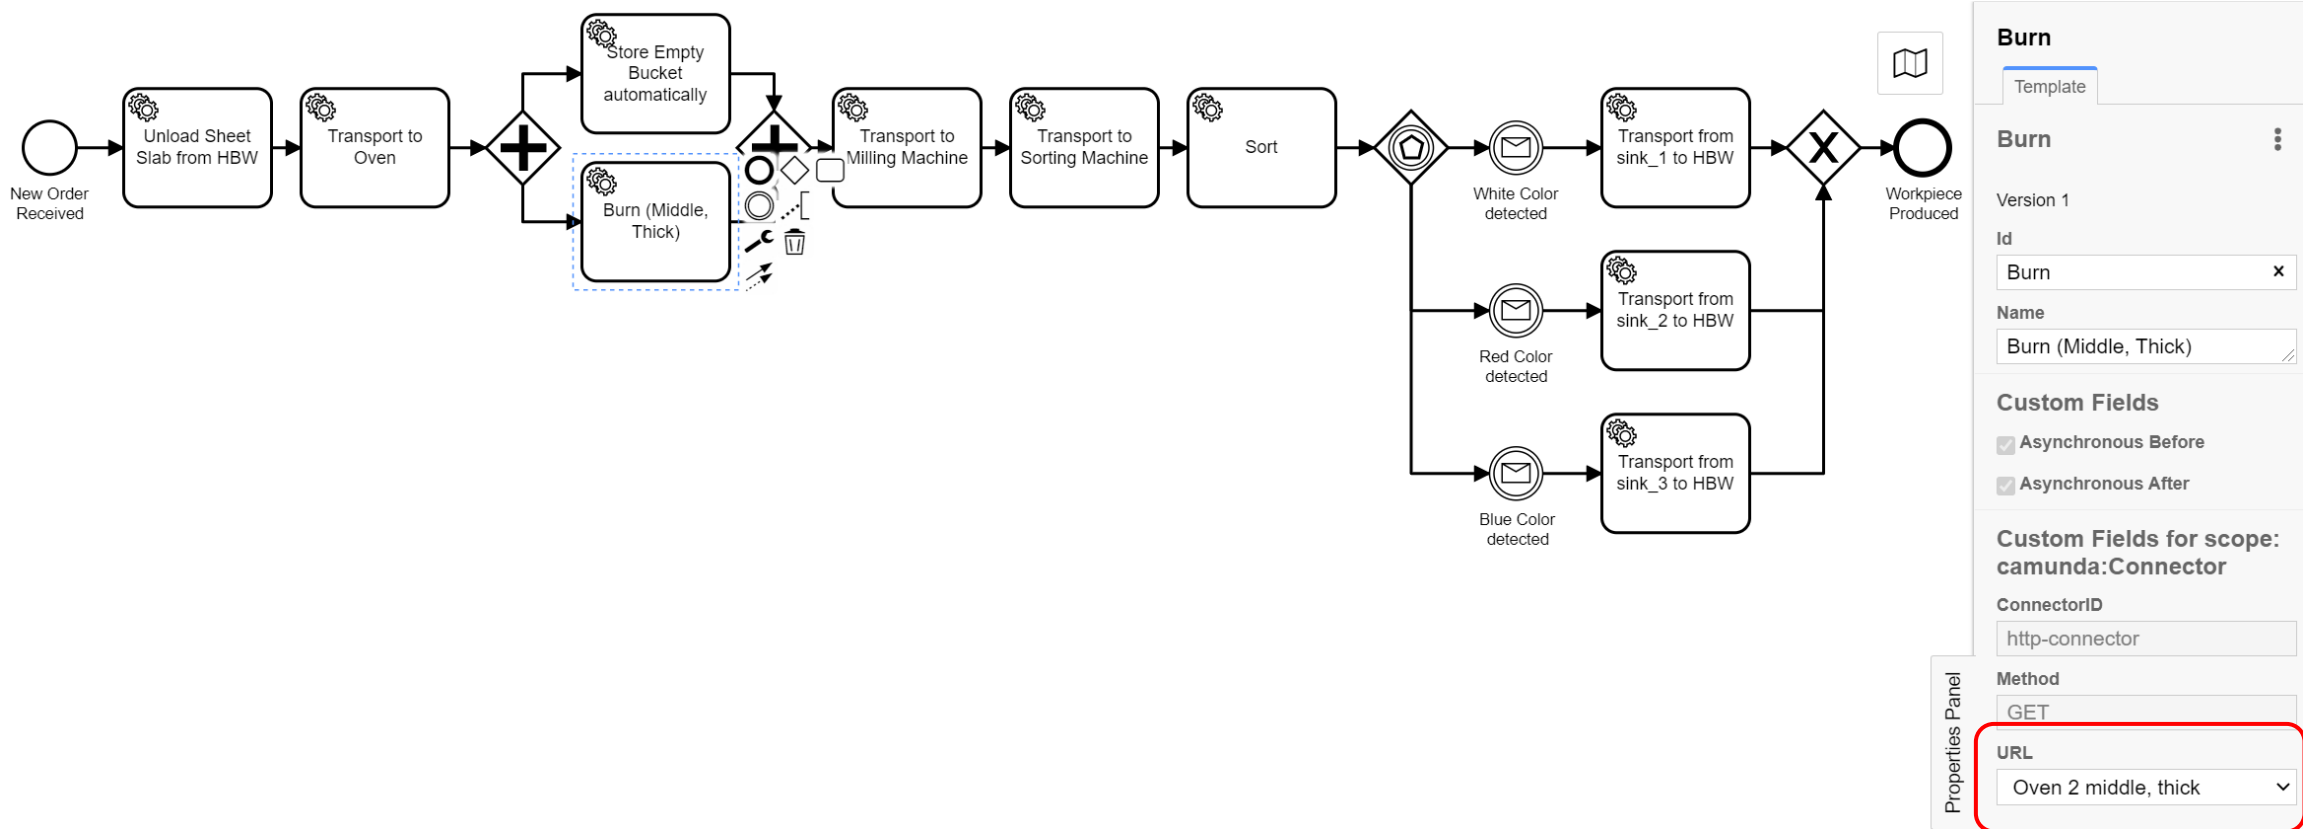 New Order
Received
Unload Sheet
Slab from HBW
Transport to
Oven
Store Empty
Bucket
automatically
Burn (Middle,
Thick)
Transport to
Milling Machine
Transport to
Sorting Machine
Sort
White Color
detected
Transport from
sink_1 to HBW
Red Color
detected
Transport from
sink_2 to HBW
Blue Color
detected
Transport from
sink_3 to HBW
Workpiece
Produced
Properties Panel
Burn
Template
Burn
Version 1
Id
Burn
Name
Burn (Middle, Thick)
Custom Fields
Asynchronous Before
Asynchronous After
Custom Fields for scope:
camunda:Connector
ConnectorID
http-connector
Method
GET
URL
Oven 2 middle, thick